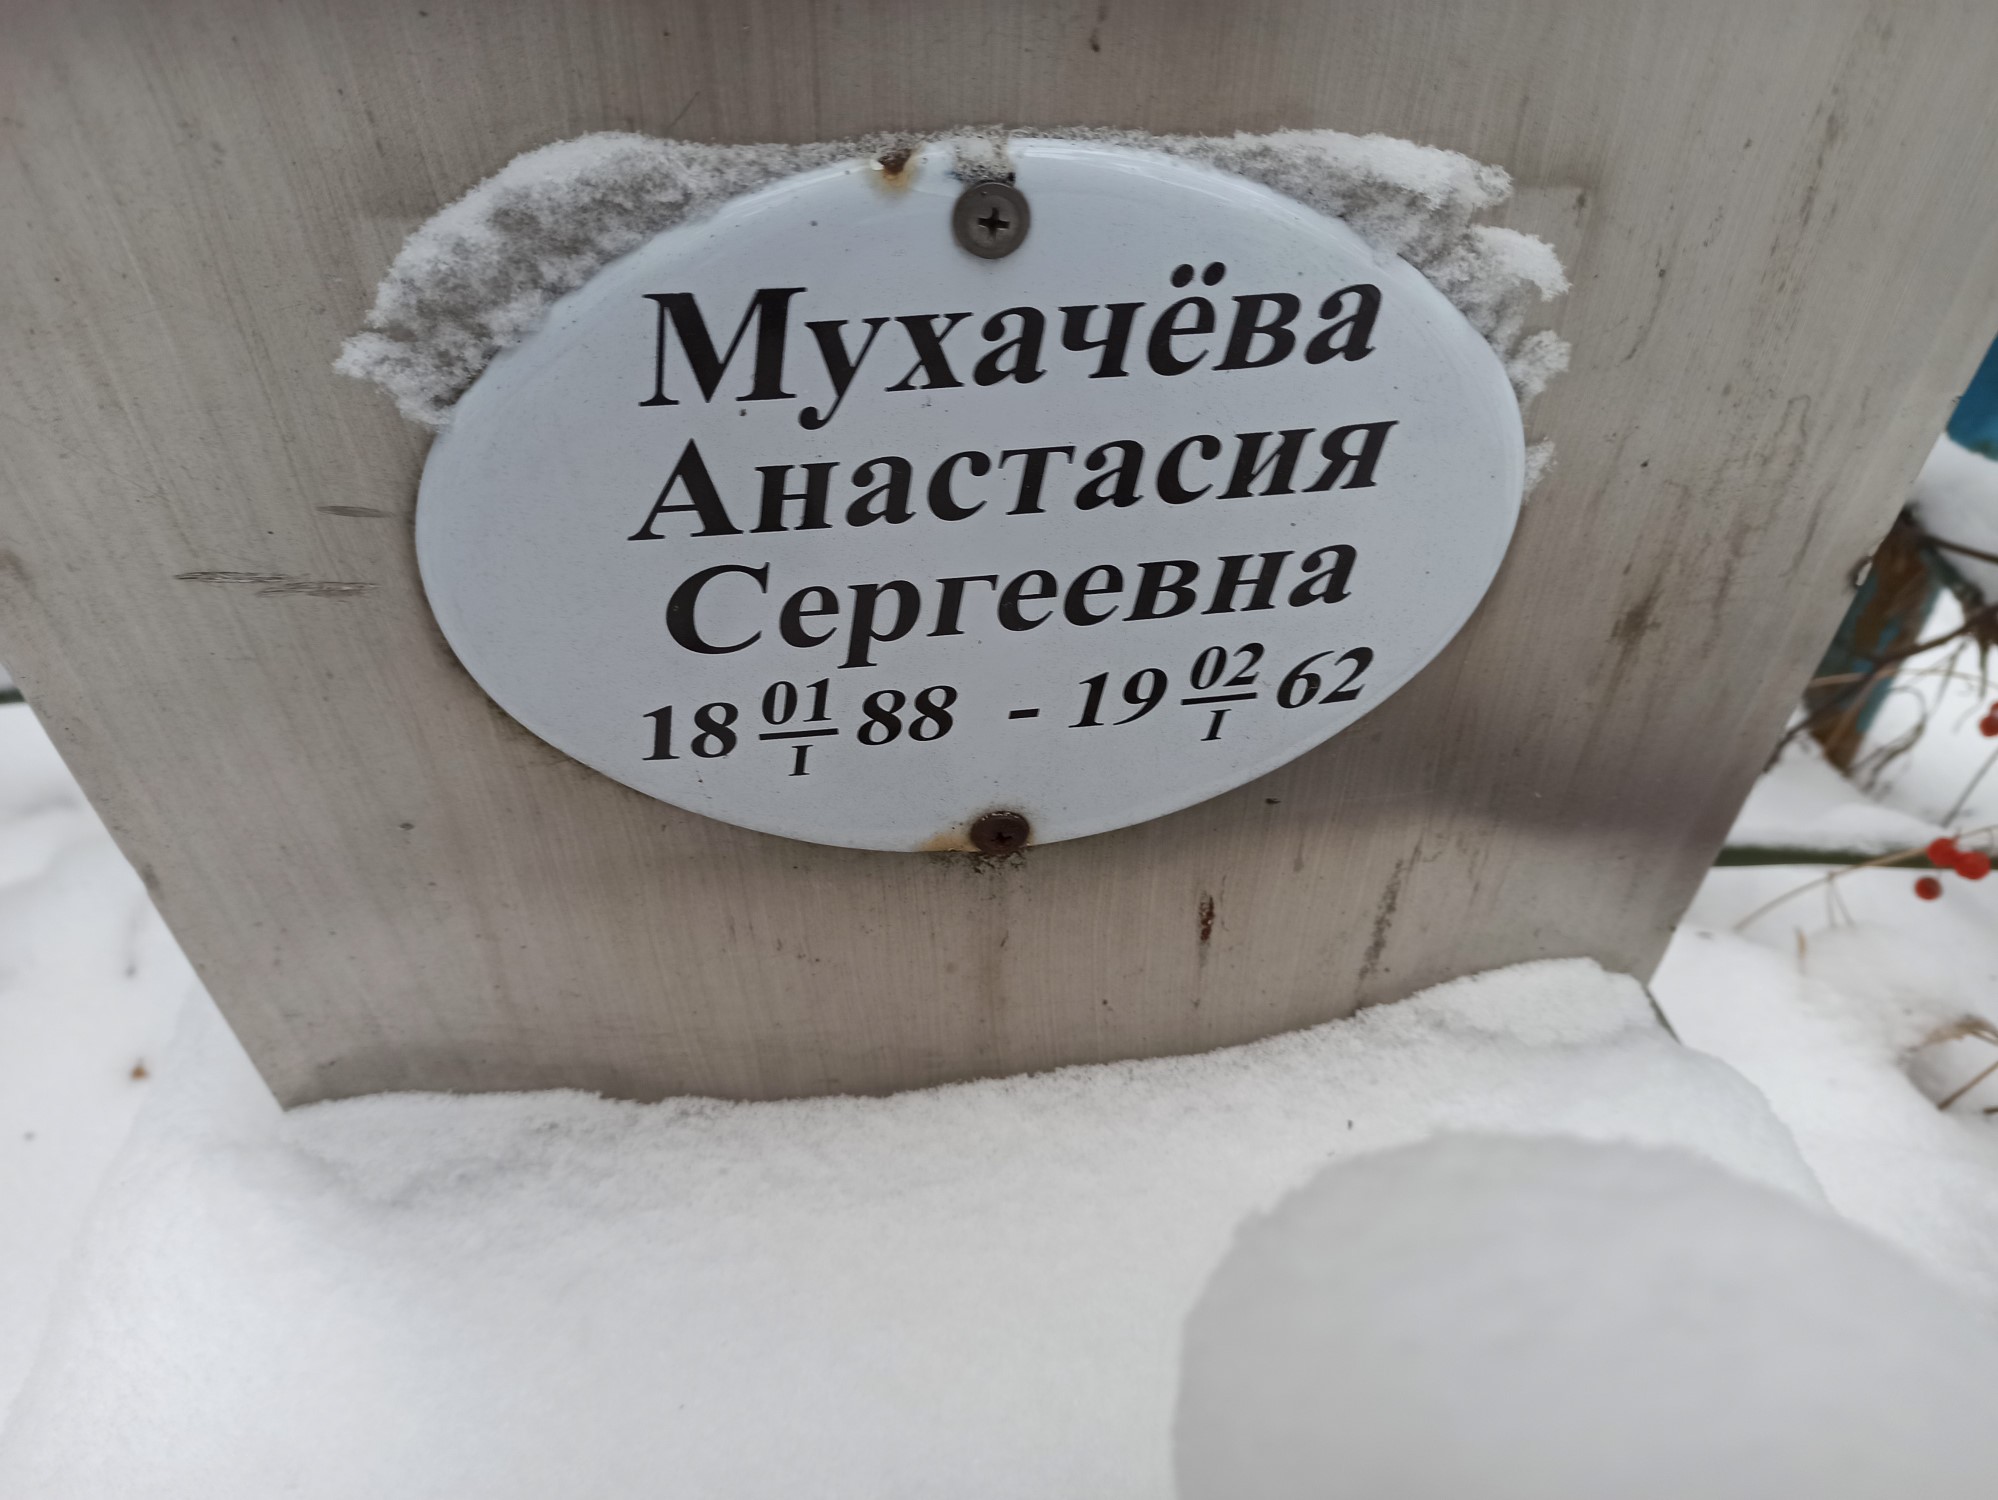 Мухачёва
Анастасия
Сергеевна
18 01/I 88 - 19 02/I 62